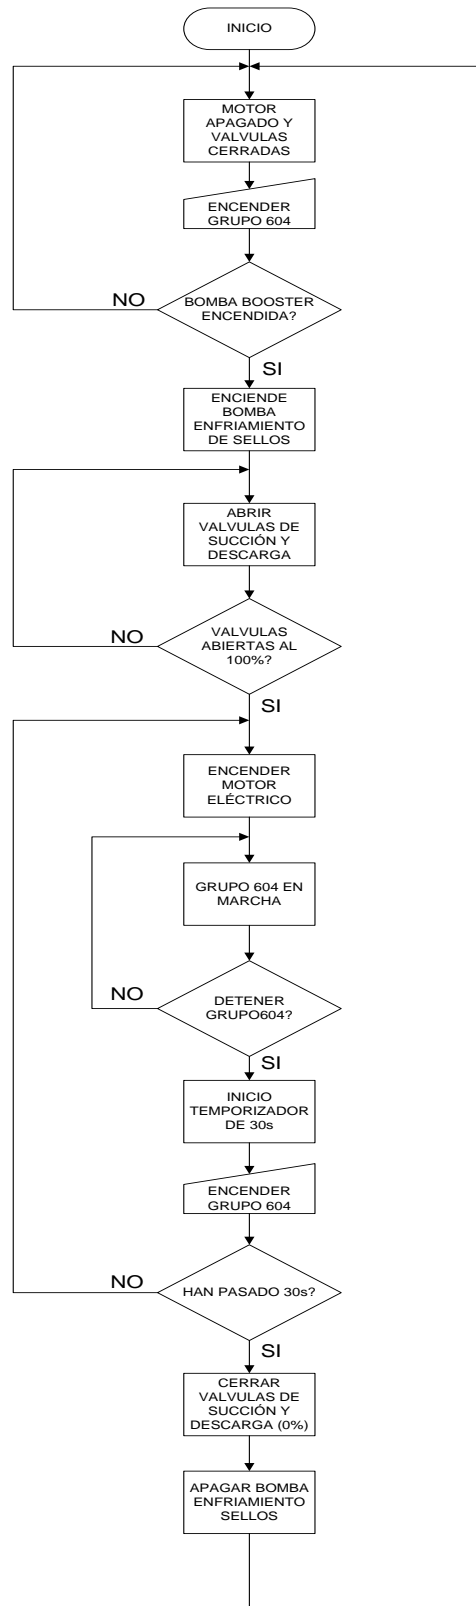 INICIO
MOTOR
APAGADO Y
VALVULAS
CERRADAS
ENCENDER
GRUPO 604
BOMBA BOOSTER
ENCENDIDA?
NO
SI
ENCIENDE
BOMBA
ENFRIAMIENTO
DE SELLOS
ABRIR
VALVULAS DE
SUCCIÓN Y
DESCARGA
VALVULAS
ABIERTAS AL
100%?
NO
SI
ENCENDER
MOTOR
ELÉCTRICO
GRUPO 604 EN
MARCHA
DETENER
GRUPO604?
NO
SI
INICIO
TEMPORIZADOR
DE 30s
ENCENDER
GRUPO 604
HAN PASADO 30s?
NO
SI
CERRAR
VALVULAS DE
SUCCIÓN Y
DESCARGA (0%)
APAGAR BOMBA
ENFRIAMIENTO
SELLOS